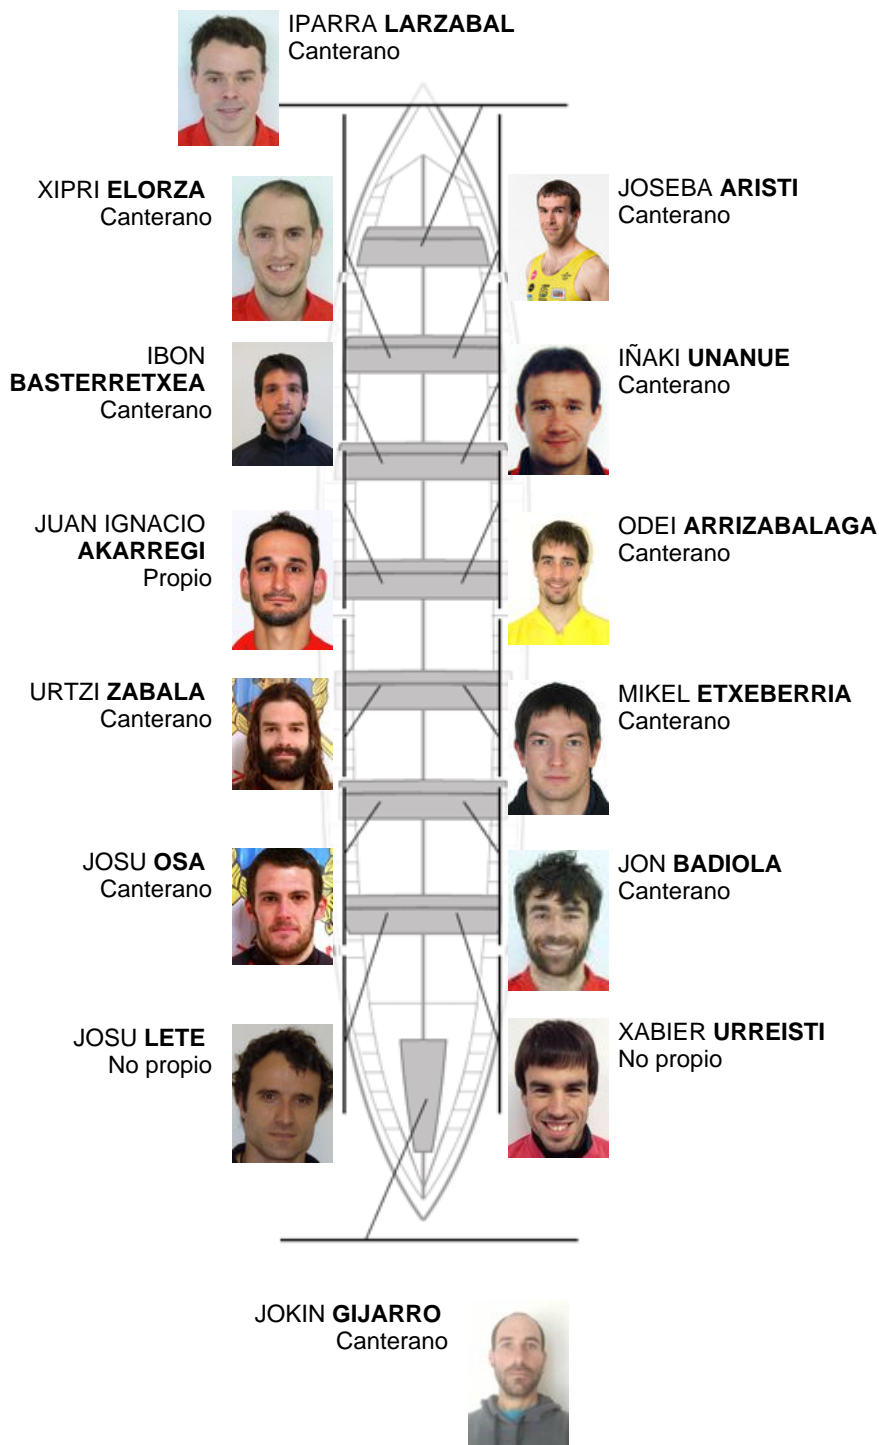 IPARRA LARZABAL
Canterano
XIPRI ELORZA
Canterano
JOSEBA ARISTI
Canterano
IBON
BASTERRETXEA
Canterano
IÑAKI UNANUE
Canterano
JUAN IGNACIO
AKARREGI
Propio
ODEI ARRIZABALAGA
Canterano
URTZI ZABALA
Canterano
MIKEL ETXEBERRIA
Canterano
JOSU OSA
Canterano
JON BADIOLA
Canterano
JOSU LETE
No propio
XABIER URREISTI
No propio
JOKIN GIJARRO
Canterano